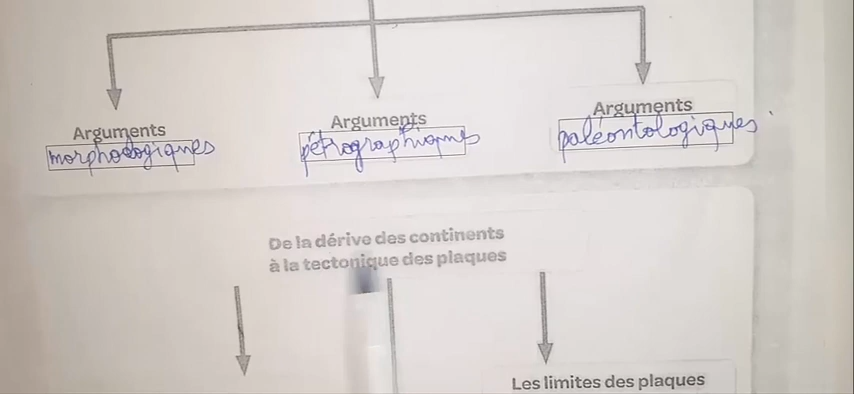 Arguments
morphologiques
Arguments
pétrographiques
Arguments
paléontologiques
De la dérive des continents
à la tectonique des plaques
Les limites des plaques